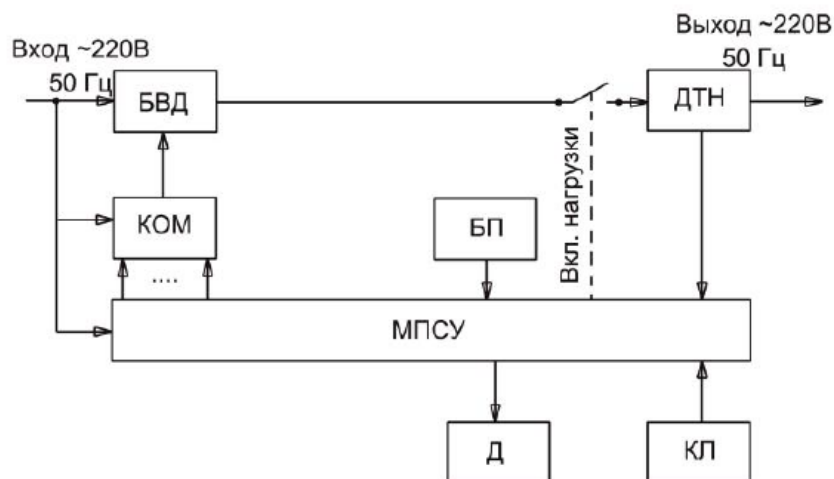 Вход ~220В
50 Гц
Выход ~220В
50 Гц
БВД
ДТН
КОМ
....
БП
Вкл. нагрузки
МПСУ
Д
КЛ